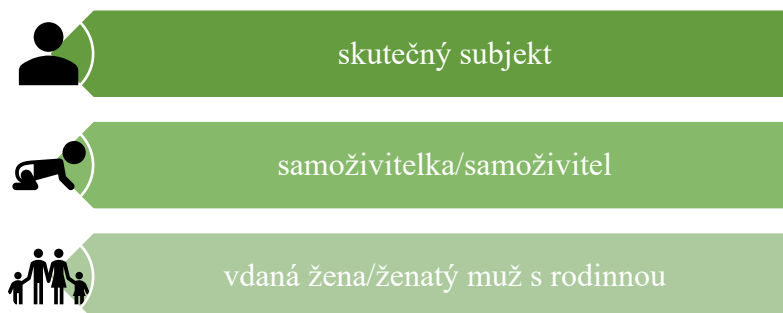 skutečný subjekt
samoživitelka/samoživitel
vdaná žena/ženatý muž s rodinnou